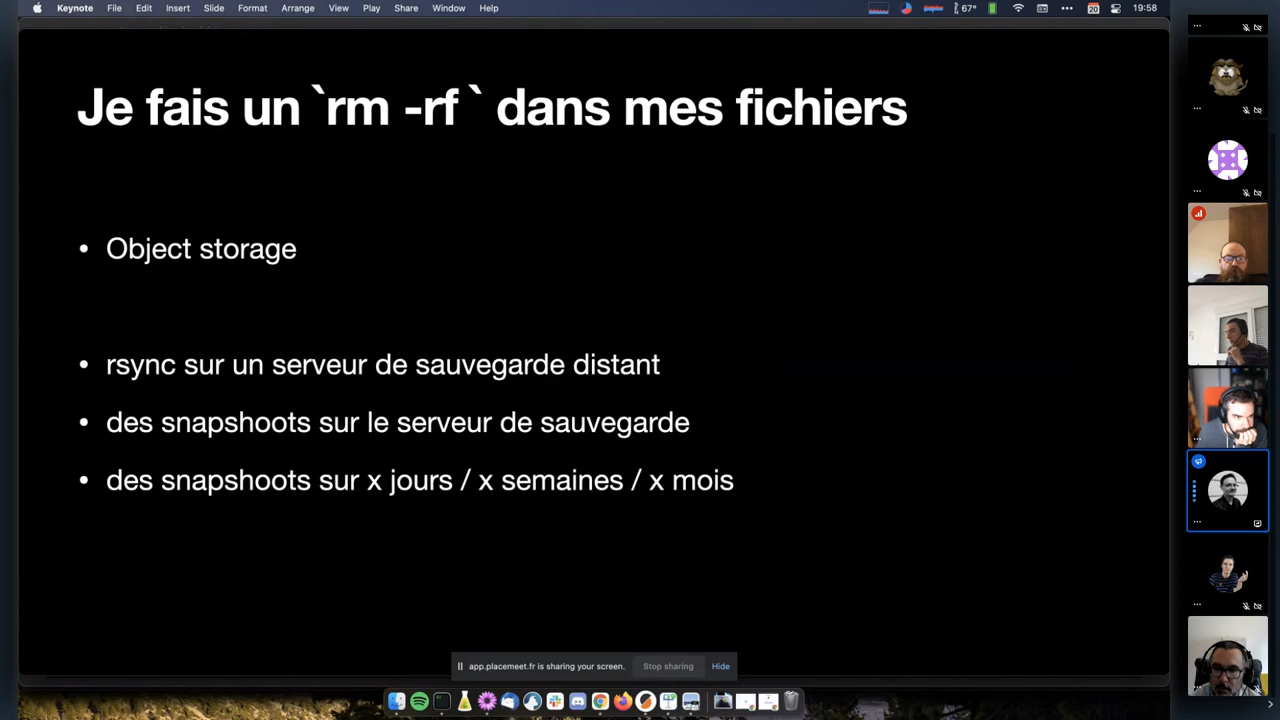 Keynote File Edit Insert Slide Format Arrange View Play Share Window Help 67° 20 19:58
Je fais un `rm -rf ` dans mes fichiers
• Object storage
• rsync sur un serveur de sauvegarde distant
• des snapshoots sur le serveur de sauvegarde
• des snapshoots sur x jours / x semaines / x mois
app.placemeet.fr is sharing your screen. Stop sharing Hide